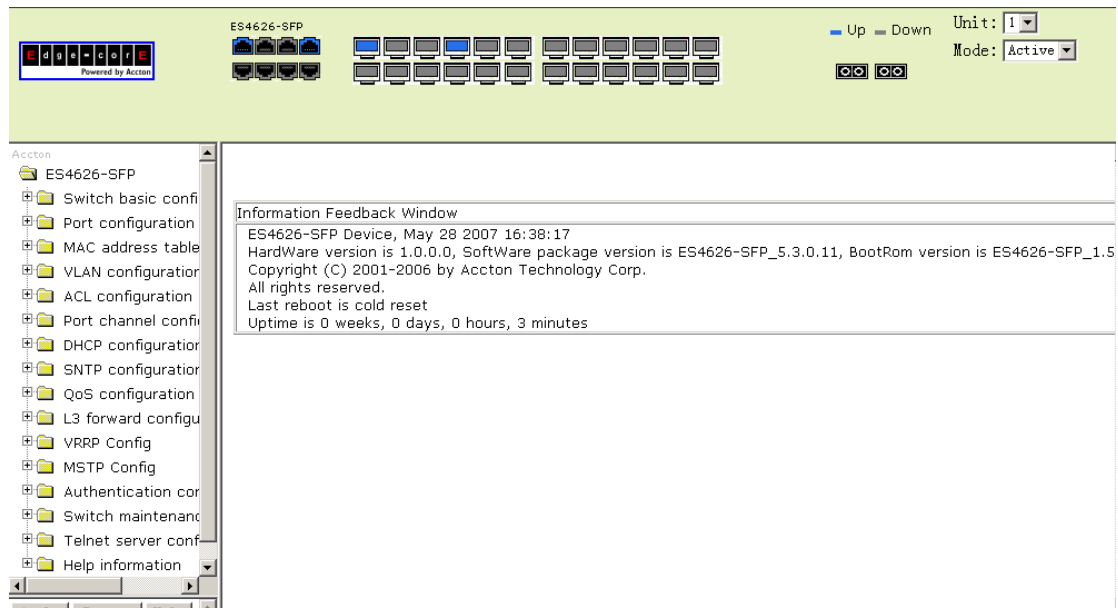 ES4626-SFP
Edge-corE
Powered by Accton
Up Down
Unit: 1
Mode: Active
Accton
ES4626-SFP
Switch basic confi
Port configuration
MAC address table
VLAN configuration
ACL configuration
Port channel confi
DHCP configuration
SNTP configuration
QoS configuration
L3 forward configu
VRRP Config
MSTP Config
Authentication con
Switch maintenanc
Telnet server conf
Help information
Information Feedback Window
ES4626-SFP Device, May 28 2007 16:38:17
HardWare version is 1.0.0.0, SoftWare package version is ES4626-SFP_5.3.0.11, BootRom version is ES4626-SFP_1.5
Copyright (C) 2001-2006 by Accton Technology Corp.
All rights reserved.
Last reboot is cold reset
Uptime is 0 weeks, 0 days, 0 hours, 3 minutes